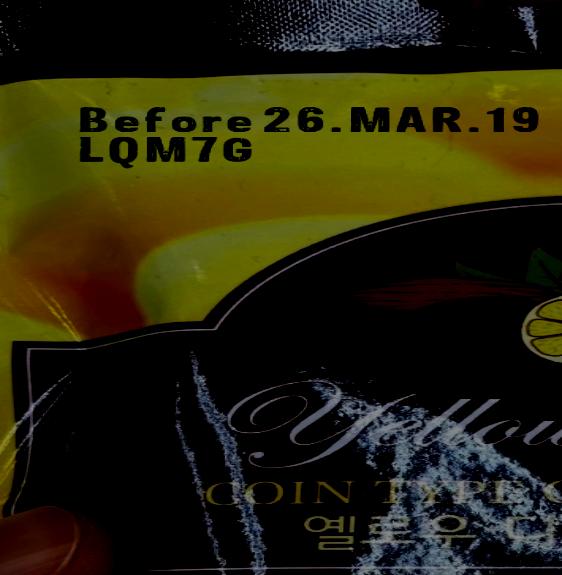 Before 26.MAR.19
LQM7G
Yellow
COIN TYPE
옐로우